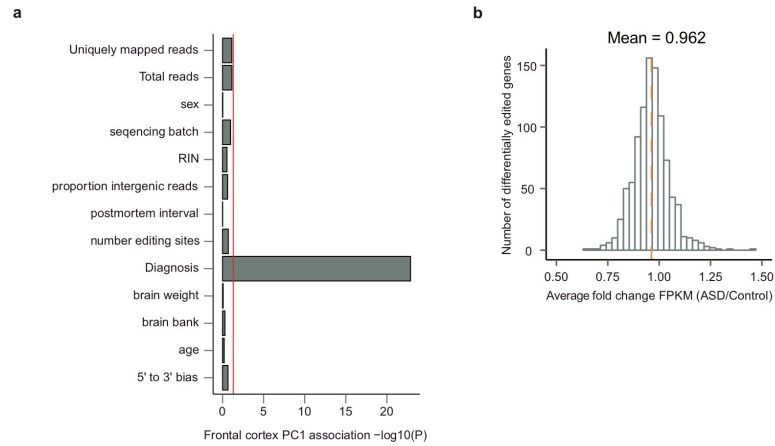 a
Uniquely mapped reads
Total reads
sex
seqencing batch
RIN
proportion intergenic reads
postmortem interval
number editing sites
Diagnosis
brain weight
brain bank
age
5' to 3' bias
0 5 10 15 20
Frontal cortex PC1 association −log10(P)
b
Mean = 0.962
Number of differentially edited genes
150
100
50
0
0.50 0.75 1.00 1.25 1.50
Average fold change FPKM (ASD/Control)